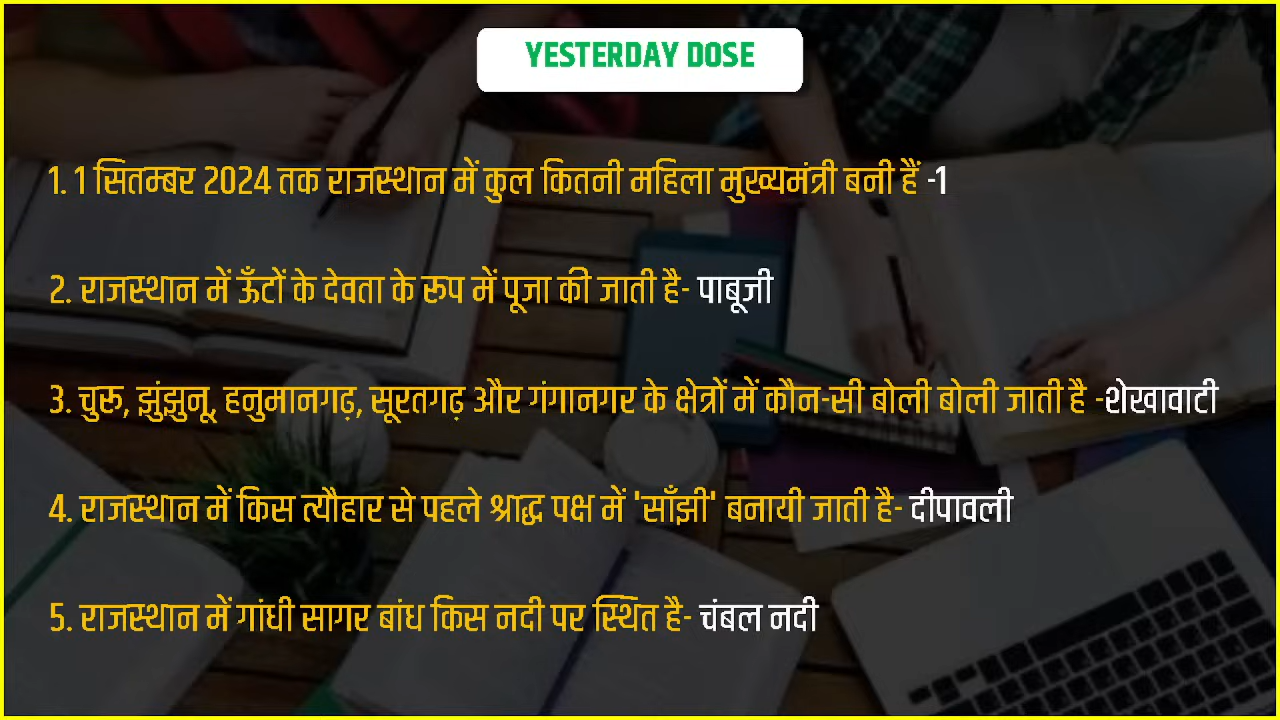 YESTERDAY DOSE
1. 1 सितम्बर 2024 तक राजस्थान में कुल कितनी महिला मुख्यमंत्री बनी हैं -1
2. राजस्थान में ऊँटों के देवता के रूप में पूजा की जाती है- पाबूजी
3. चुरू, झुंझुनू, हनुमानगढ़, सूरतगढ़ और गंगानगर के क्षेत्रों में कौन-सी बोली बोली जाती है -शेखावाटी
4. राजस्थान में किस त्यौहार से पहले श्राद्ध पक्ष में 'साँझी' बनायी जाती है- दीपावली
5. राजस्थान में गांधी सागर बांध किस नदी पर स्थित है- चंबल नदी